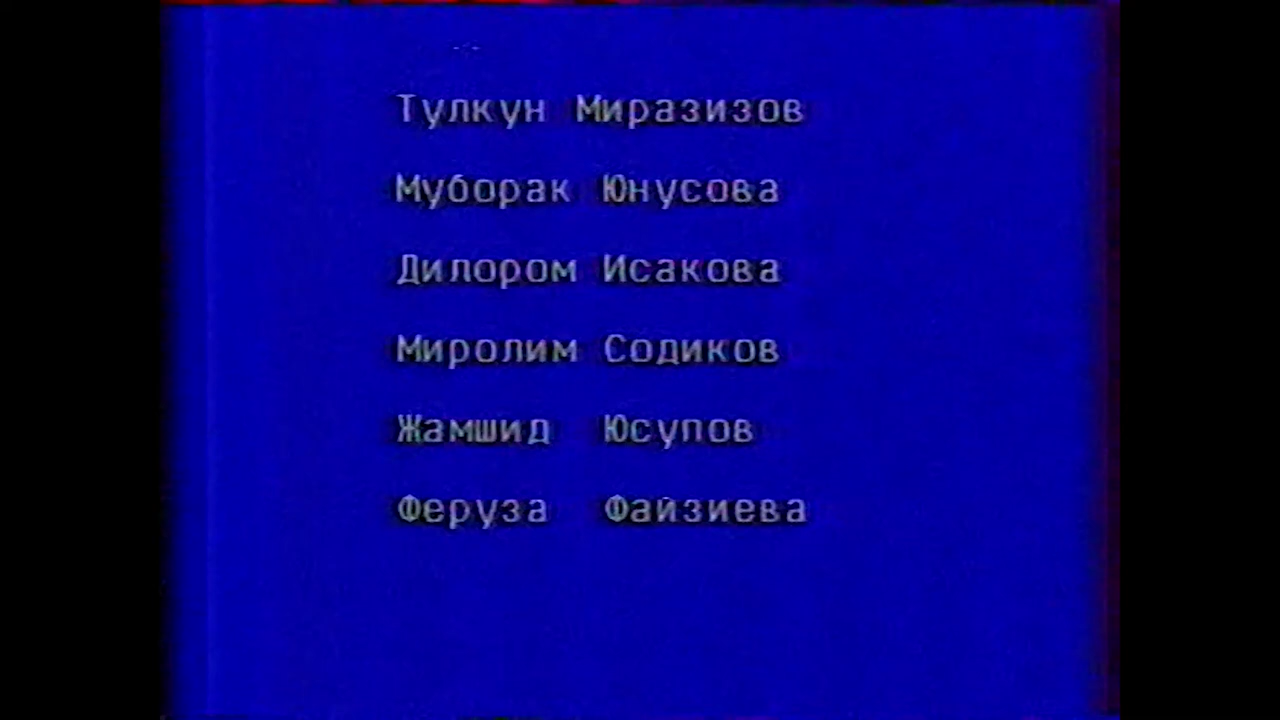 Тулкун Миразизов
Муборак Юнусова
Дилором Исакова
Миролим Содиков
Жамшид Юсупов
Феруза Файзиева